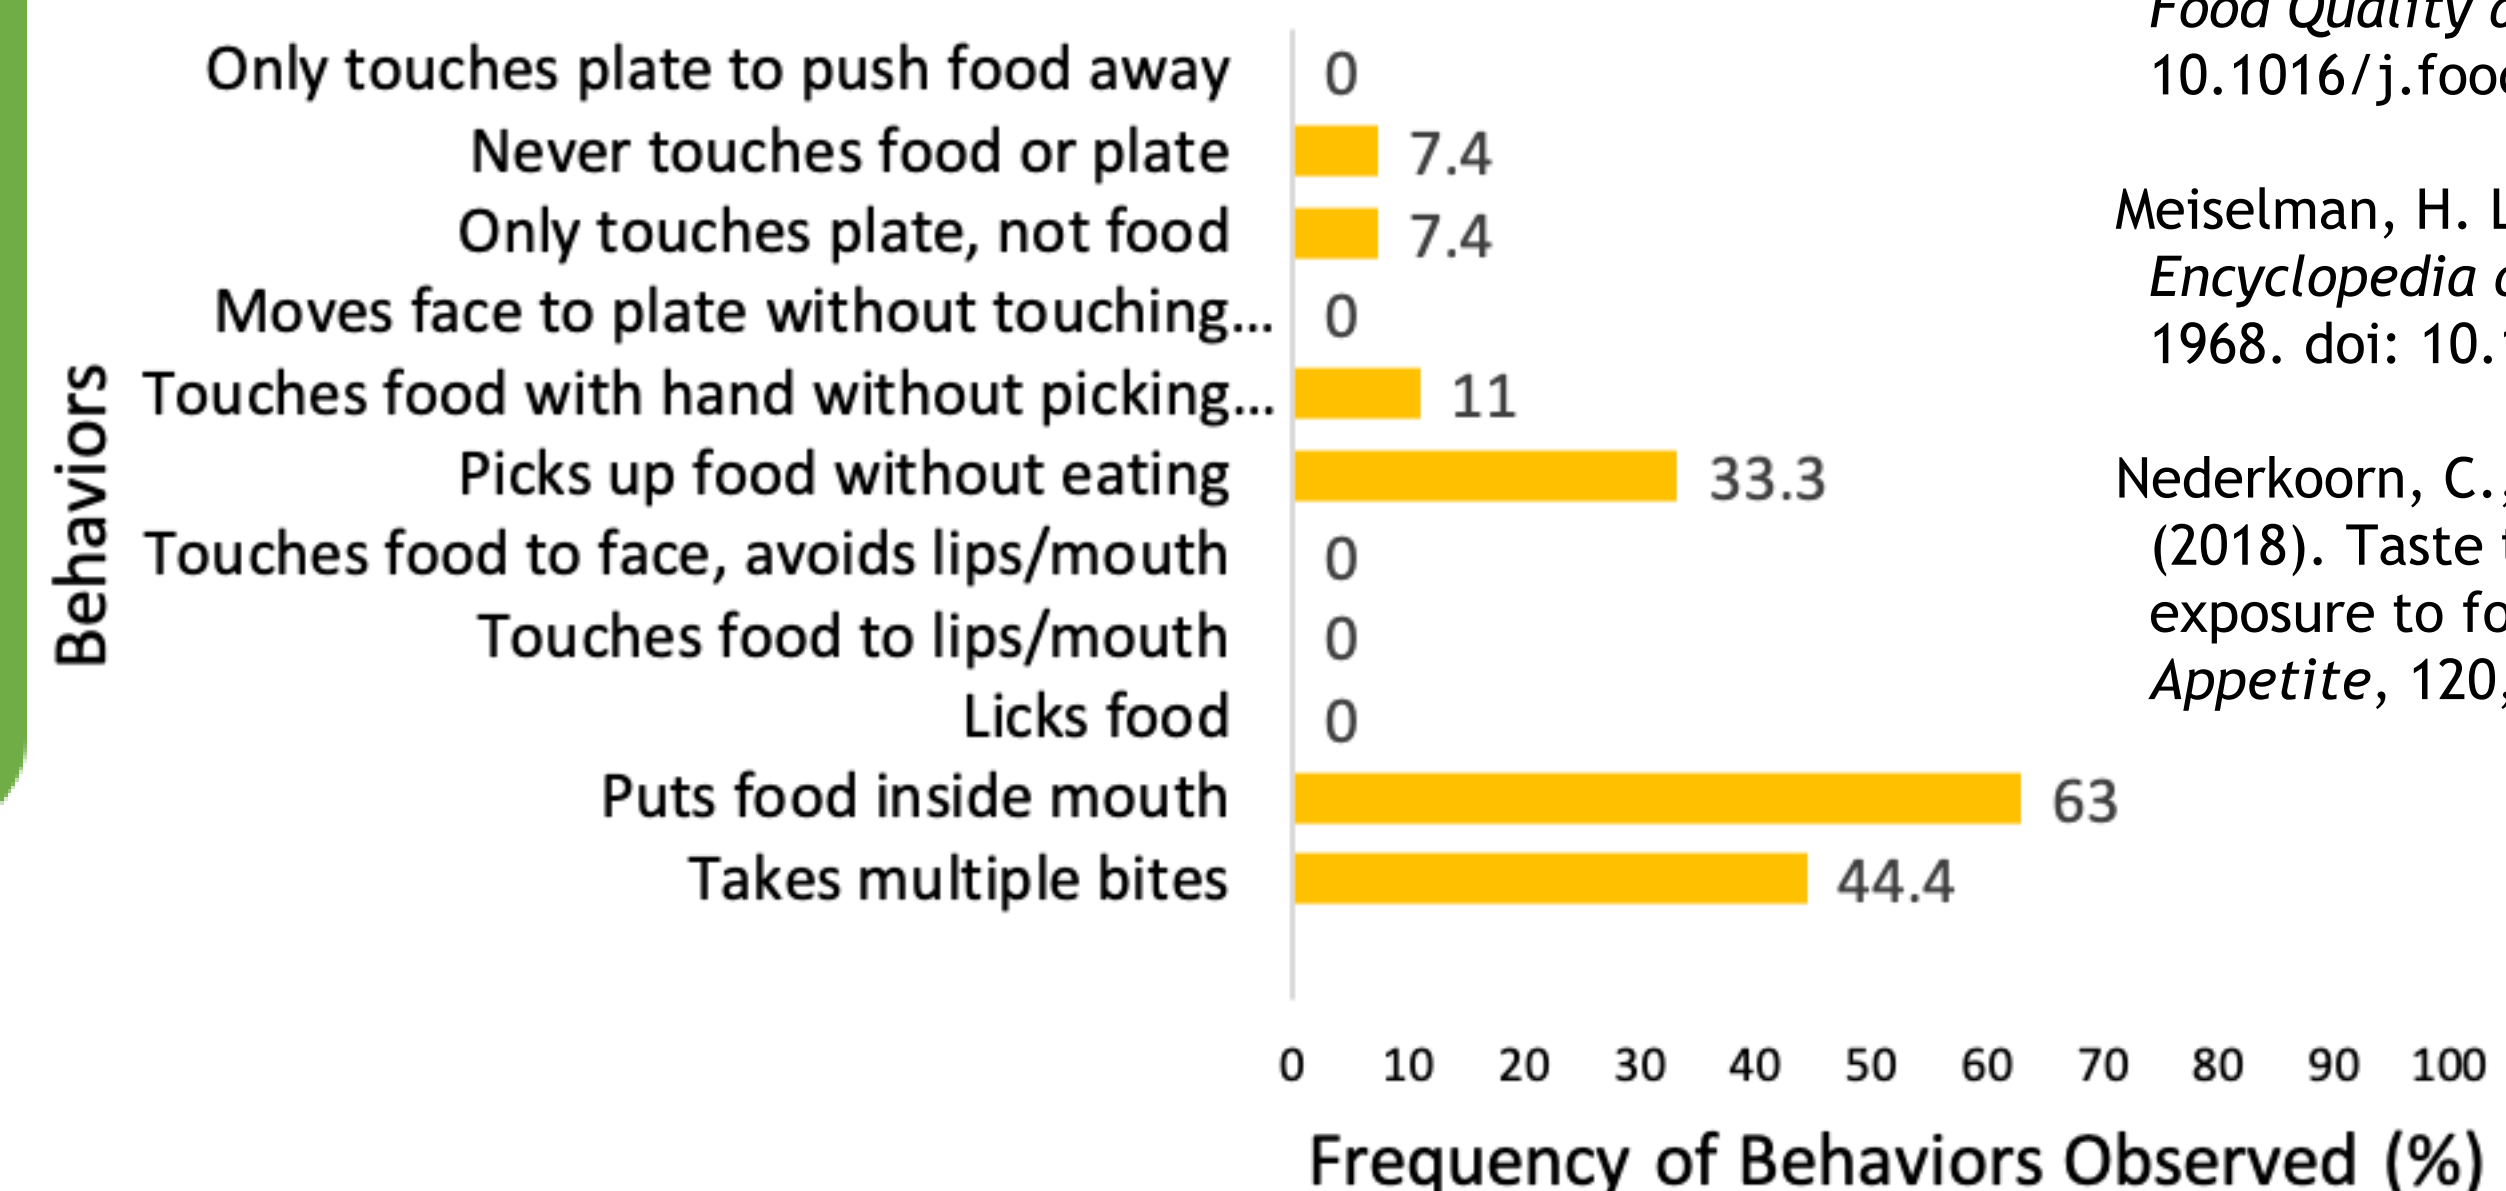 Only touches plate to push food away 0
Never touches food or plate 7.4
Only touches plate, not food 7.4
Moves face to plate without touching... 0
Touches food with hand without picking... 11
Picks up food without eating 33.3
Touches food to face, avoids lips/mouth 0
Touches food to lips/mouth 0
Licks food 0
Puts food inside mouth 63
Takes multiple bites 44.4
Behaviors
0 10 20 30 40 50 60 70 80 90 100
Frequency of Behaviors Observed (%)
Food Quality
10.1016/j.foo
Meiselman, H. L
Encyclopedia
1968. doi: 10.
Nederkoorn, C.,
(2018). Taste
exposure to
Appetite, 120,